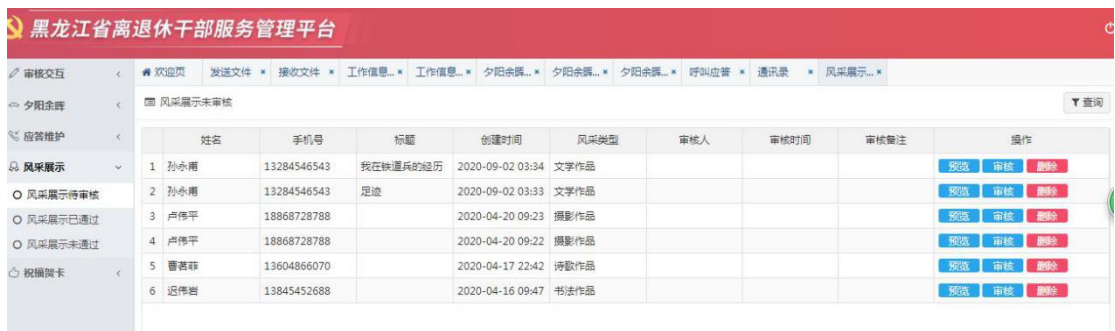 黑龙江省离退休干部服务管理平台
审核交互
夕阳余晖
应答维护
风采展示
风采展示待审核
风采展示已通过
风采展示未通过
祝福贺卡
欢迎页 发送文件 × 接收文件 × 工作信息... × 工作信息... × 夕阳余晖... × 夕阳余晖... × 夕阳余晖... × 呼叫应答 × 通讯录 × 风采展示... ×
风采展示未审核 查询
姓名 手机号 标题 创建时间 风采类型 审核人 审核时间 审核备注 操作
1 孙永甫 13284546543 我在铁道兵的经历 2020-09-02 03:34 文学作品 预览 审核 删除
2 孙永甫 13284546543 足迹 2020-09-02 03:33 文学作品 预览 审核 删除
3 卢伟平 18868728788 2020-04-20 09:23 摄影作品 预览 审核 删除
4 卢伟平 18868728788 2020-04-20 09:22 摄影作品 预览 审核 删除
5 曹茗菲 13604866070 2020-04-17 22:42 诗歌作品 预览 审核 删除
6 迟伟岩 13845452688 2020-04-16 09:47 书法作品 预览 审核 删除